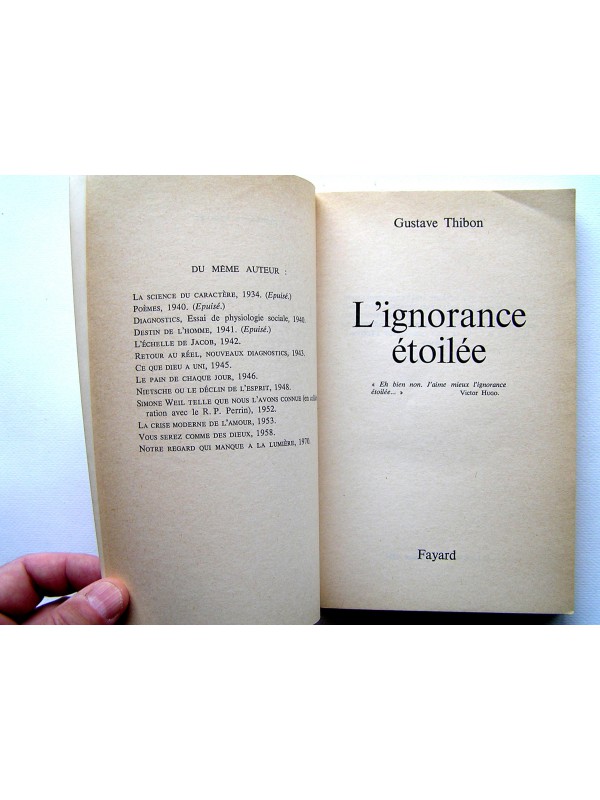 DU MÊME AUTEUR :
LA SCIENCE DU CARACTÈRE, 1934. (Epuisé.)
POÈMES, 1940. (Epuisé.)
DIAGNOSTICS, Essai de physiologie sociale, 1940.
DESTIN DE L'HOMME, 1941. (Epuisé.)
L'ÉCHELLE DE JACOB, 1942.
RETOUR AU RÉEL, NOUVEAUX DIAGNOSTICS, 1943.
CE QUE DIEU A UNI, 1945.
LE PAIN DE CHAQUE JOUR, 1946.
NIETSCHE OU LE DÉCLIN DE L'ESPRIT, 1948.
SIMONE WEIL TELLE QUE NOUS L'AVONS CONNUE (en
ration avec le R. P. Perrin), 1952.
LA CRISE MODERNE DE L'AMOUR, 1953.
VOUS SEREZ COMME DES DIEUX, 1958.
NOTRE REGARD QUI MANQUE A LA LUMIÈRE, 1970.
Gustave Thibon
L'ignorance
étoilée
« Eh bien non. J'aime mieux l'ignorance
étoilée... » VICTOR HUGO.
Fayard